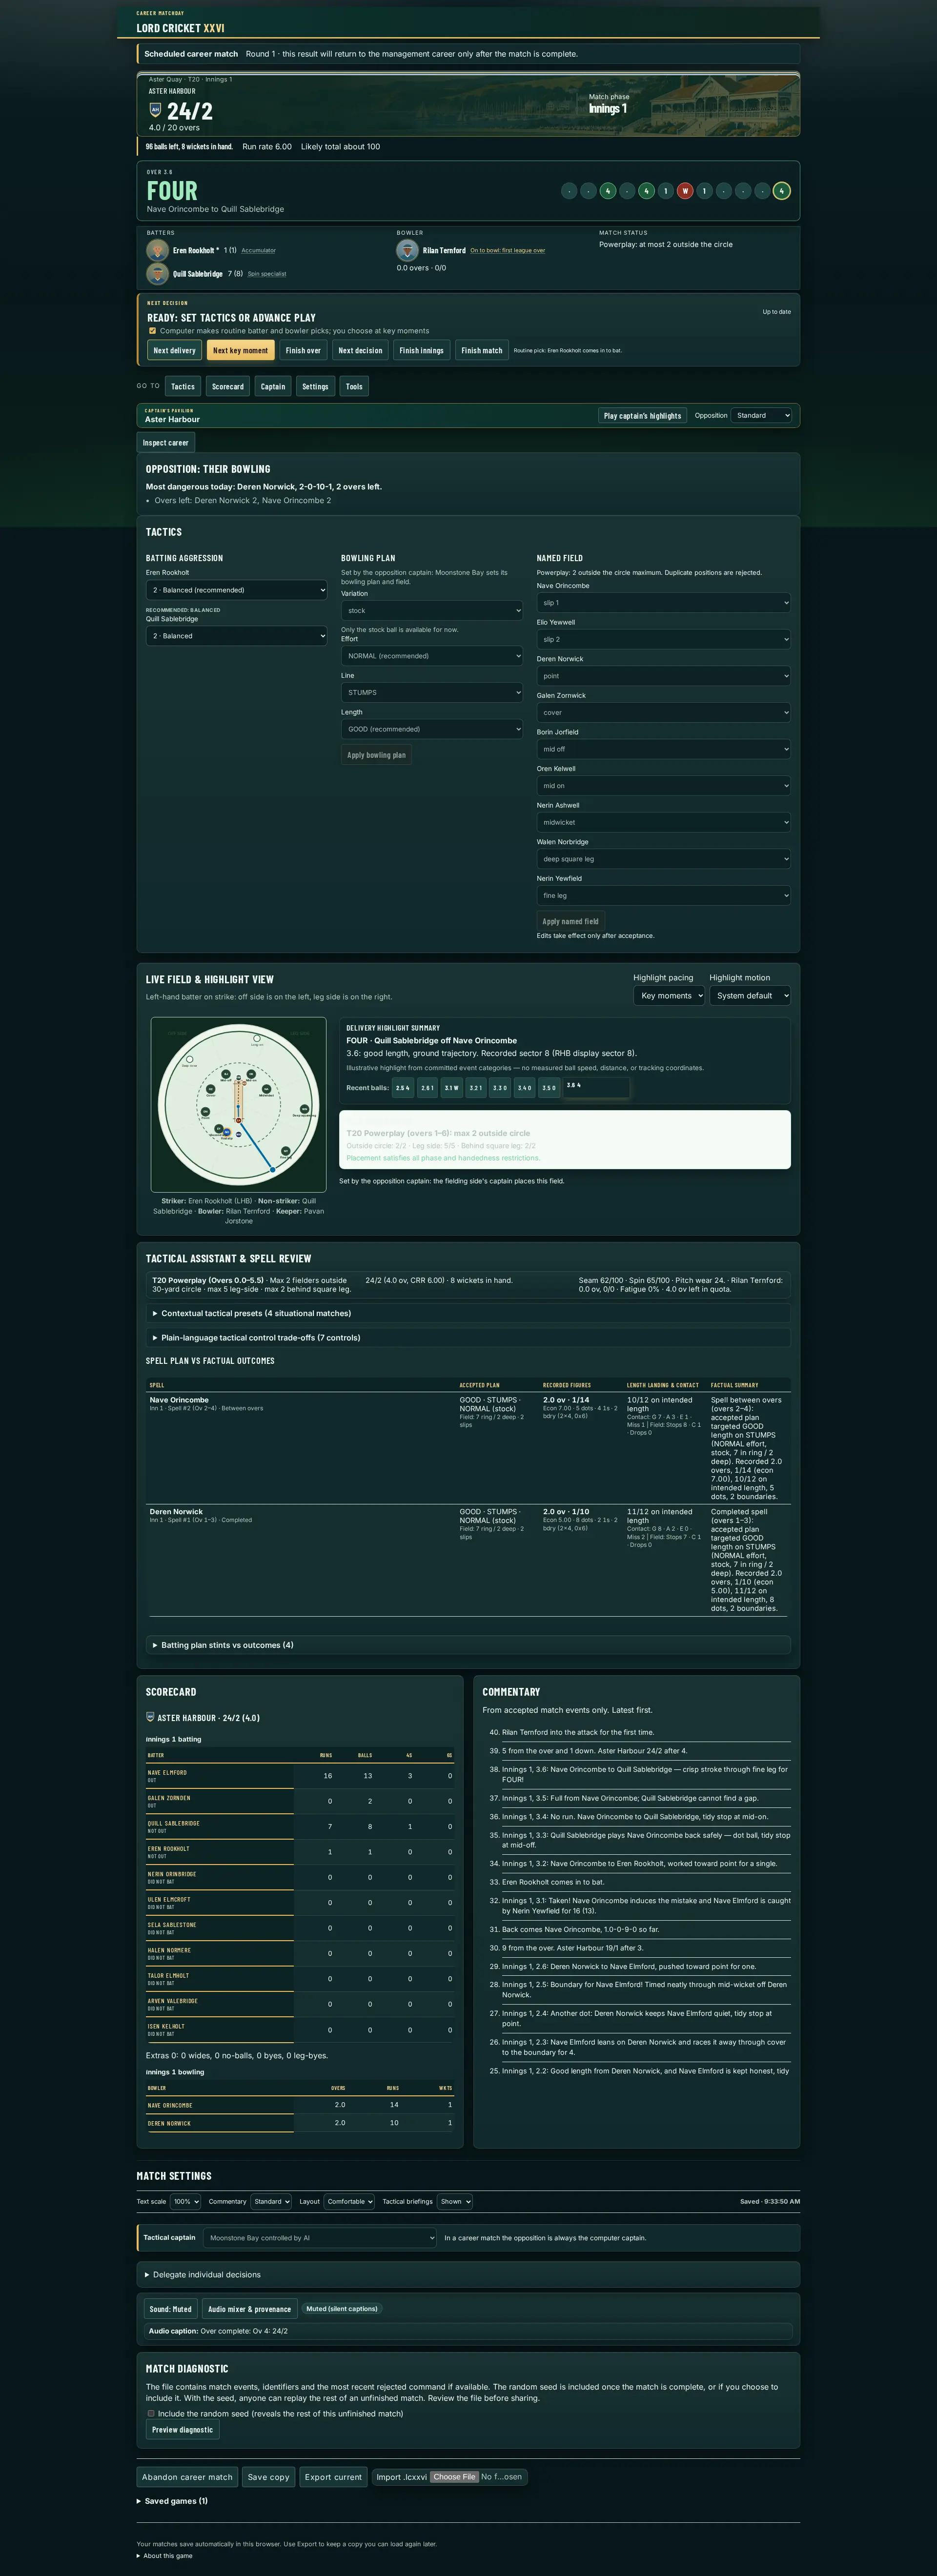 CAREER MATCHDAY
LORD CRICKET XXVI
Scheduled career match Round 1 · this result will return to the management career only after the match is complete.
Aster Quay · T20 · Innings 1
ASTER HARBOUR
AH 24/2
4.0 / 20 overs
Match phase
Innings 1
96 balls left, 8 wickets in hand. Run rate 6.00 Likely total about 100
OVER 3.6
FOUR
Nave Orincombe to Quill Sablebridge
· · 4 · 4 1 W 1 · · · 4
BATTERS
Eren Rookholt * 1 (1) Accumulator
Quill Sablebridge 7 (8) Spin specialist
BOWLER
Rilan Ternford On to bowl: first league over
0.0 overs · 0/0
MATCH STATUS
Powerplay: at most 2 outside the circle
NEXT DECISION
READY: SET TACTICS OR ADVANCE PLAY
Up to date
Computer makes routine batter and bowler picks; you choose at key moments
Next delivery Next key moment Finish over Next decision Finish innings Finish match Routine pick: Eren Rookholt comes in to bat.
GO TO Tactics Scorecard Captain Settings Tools
CAPTAIN'S PAVILION
Aster Harbour
Play captain's highlights Opposition Standard
Inspect career
OPPOSITION: THEIR BOWLING
Most dangerous today: Deren Norwick, 2-0-10-1, 2 overs left.
• Overs left: Deren Norwick 2, Nave Orincombe 2
TACTICS
BATTING AGGRESSION
Eren Rookholt
2 · Balanced (recommended)
RECOMMENDED: BALANCED
Quill Sablebridge
2 · Balanced
BOWLING PLAN
Set by the opposition captain: Moonstone Bay sets its
bowling plan and field.
Variation
stock
Only the stock ball is available for now.
Effort
NORMAL (recommended)
Line
STUMPS
Length
GOOD (recommended)
Apply bowling plan
NAMED FIELD
Powerplay: 2 outside the circle maximum. Duplicate positions are rejected.
Nave Orincombe
slip 1
Elio Yewwell
slip 2
Deren Norwick
point
Galen Zornwick
cover
Borin Jorfield
mid off
Oren Kelwell
mid on
Nerin Ashwell
midwicket
Walen Norbridge
deep square leg
Nerin Yewfield
fine leg
Apply named field
Edits take effect only after acceptance.
LIVE FIELD & HIGHLIGHT VIEW
Left-hand batter on strike: off side is on the left, leg side is on the right.
Highlight pacing Highlight motion
Key moments System default
Striker: Eren Rookholt (LHB) · Non-striker: Quill
Sablebridge · Bowler: Rilan Ternford · Keeper: Pavan
Jorstone
DELIVERY HIGHLIGHT SUMMARY
FOUR · Quill Sablebridge off Nave Orincombe
3.6: good length, ground trajectory. Recorded sector 8 (RHB display sector 8).
Illustrative highlight from committed event categories — no measured ball speed, distance, or tracking coordinates.
Recent balls: 2.5 4 2.6 1 3.1 W 3.2 1 3.3 0 3.4 0 3.5 0 3.6 4
T20 Powerplay (overs 1–6): max 2 outside circle
Outside circle: 2/2 · Leg side: 5/5 · Behind square leg: 2/2
Placement satisfies all phase and handedness restrictions.
Set by the opposition captain: the fielding side's captain places this field.
TACTICAL ASSISTANT & SPELL REVIEW
T20 Powerplay (Overs 0.0–5.5) · Max 2 fielders outside
30-yard circle · max 5 leg-side · max 2 behind square leg.
24/2 (4.0 ov, CRR 6.00) · 8 wickets in hand.
Seam 62/100 · Spin 65/100 · Pitch wear 24. · Rilan Ternford:
0.0 ov, 0/0 · Fatigue 0% · 4.0 ov left in quota.
▶ Contextual tactical presets (4 situational matches)
▶ Plain-language tactical control trade-offs (7 controls)
SPELL PLAN VS FACTUAL OUTCOMES
SPELL ACCEPTED PLAN RECORDED FIGURES LENGTH LANDING & CONTACT FACTUAL SUMMARY
Nave Orincombe
Inn 1 · Spell #2 (Ov 2–4) · Between overs
GOOD · STUMPS ·
NORMAL (stock)
Field: 7 ring / 2 deep · 2
slips
2.0 ov · 1/14
Econ 7.00 · 5 dots · 4 1s · 2
bdry (2×4, 0x6)
10/12 on intended
length
Contact: G 7 · A 3 · E 1 ·
Miss 1 | Field: Stops 8 · C 1
· Drops 0
Spell between overs
(overs 2–4):
accepted plan
targeted GOOD
length on STUMPS
(NORMAL effort,
stock, 7 in ring / 2
deep). Recorded 2.0
overs, 1/14 (econ
7.00), 10/12 on
intended length, 5
dots, 2 boundaries.
Deren Norwick
Inn 1 · Spell #1 (Ov 1–3) · Completed
GOOD · STUMPS ·
NORMAL (stock)
Field: 7 ring / 2 deep · 2
slips
2.0 ov · 1/10
Econ 5.00 · 8 dots · 2 1s · 2
bdry (2×4, 0x6)
11/12 on intended
length
Contact: G 8 · A 2 · E 0 ·
Miss 2 | Field: Stops 7 · C 1
· Drops 0
Completed spell
(overs 1–3):
accepted plan
targeted GOOD
length on STUMPS
(NORMAL effort,
stock, 7 in ring / 2
deep). Recorded 2.0
overs, 1/10 (econ
5.00), 11/12 on
intended length, 8
dots, 2 boundaries.
▶ Batting plan stints vs outcomes (4)
SCORECARD
AH ASTER HARBOUR · 24/2 (4.0)
Innings 1 batting
BATTER RUNS BALLS 4S 6S
NAVE ELMFORD 16 13 3 0
OUT
GALEN ZORNDEN 0 2 0 0
OUT
QUILL SABLEBRIDGE 7 8 1 0
NOT OUT
EREN ROOKHOLT 1 1 0 0
NOT OUT
NERIN ORINBRIDGE 0 0 0 0
DID NOT BAT
ULEN ELMCROFT 0 0 0 0
DID NOT BAT
SELA SABLESTONE 0 0 0 0
DID NOT BAT
HALEN NORMERE 0 0 0 0
DID NOT BAT
TALOR ELMHOLT 0 0 0 0
DID NOT BAT
ARVEN VALEBRIDGE 0 0 0 0
DID NOT BAT
ISEN KELHOLT 0 0 0 0
DID NOT BAT
Extras 0: 0 wides, 0 no-balls, 0 byes, 0 leg-byes.
Innings 1 bowling
BOWLER OVERS RUNS WKTS
NAVE ORINCOMBE 2.0 14 1
DEREN NORWICK 2.0 10 1
COMMENTARY
From accepted match events only. Latest first.
40. Rilan Ternford into the attack for the first time.
39. 5 from the over and 1 down. Aster Harbour 24/2 after 4.
38. Innings 1, 3.6: Nave Orincombe to Quill Sablebridge — crisp stroke through fine leg for
FOUR!
37. Innings 1, 3.5: Full from Nave Orincombe; Quill Sablebridge cannot find a gap.
36. Innings 1, 3.4: No run. Nave Orincombe to Quill Sablebridge, tidy stop at mid-on.
35. Innings 1, 3.3: Quill Sablebridge plays Nave Orincombe back safely — dot ball, tidy stop
at mid-off.
34. Innings 1, 3.2: Nave Orincombe to Eren Rookholt, worked toward point for a single.
33. Eren Rookholt comes in to bat.
32. Innings 1, 3.1: Taken! Nave Orincombe induces the mistake and Nave Elmford is caught
by Nerin Yewfield for 16 (13).
31. Back comes Nave Orincombe, 1.0-0-9-0 so far.
30. 9 from the over. Aster Harbour 19/1 after 3.
29. Innings 1, 2.6: Deren Norwick to Nave Elmford, pushed toward point for one.
28. Innings 1, 2.5: Boundary for Nave Elmford! Timed neatly through mid-wicket off Deren
Norwick.
27. Innings 1, 2.4: Another dot: Deren Norwick keeps Nave Elmford quiet, tidy stop at
point.
26. Innings 1, 2.3: Nave Elmford leans on Deren Norwick and races it away through cover
to the boundary for 4.
25. Innings 1, 2.2: Good length from Deren Norwick, and Nave Elmford is kept honest, tidy
MATCH SETTINGS
Text scale 100% Commentary Standard Layout Comfortable Tactical briefings Shown Saved · 9:33:50 AM
Tactical captain Moonstone Bay controlled by AI In a career match the opposition is always the computer captain.
▶ Delegate individual decisions
Sound: Muted Audio mixer & provenance Muted (silent captions)
Audio caption: Over complete: Ov 4: 24/2
MATCH DIAGNOSTIC
The file contains match events, identifiers and the most recent rejected command if available. The random seed is included once the match is complete, or if you choose to
include it. With the seed, anyone can replay the rest of an unfinished match. Review the file before sharing.
Include the random seed (reveals the rest of this unfinished match)
Preview diagnostic
Abandon career match Save copy Export current Import .lcxxvi Choose File No f...osen
▶ Saved games (1)
Your matches save automatically in this browser. Use Export to keep a copy you can load again later.
▶ About this game